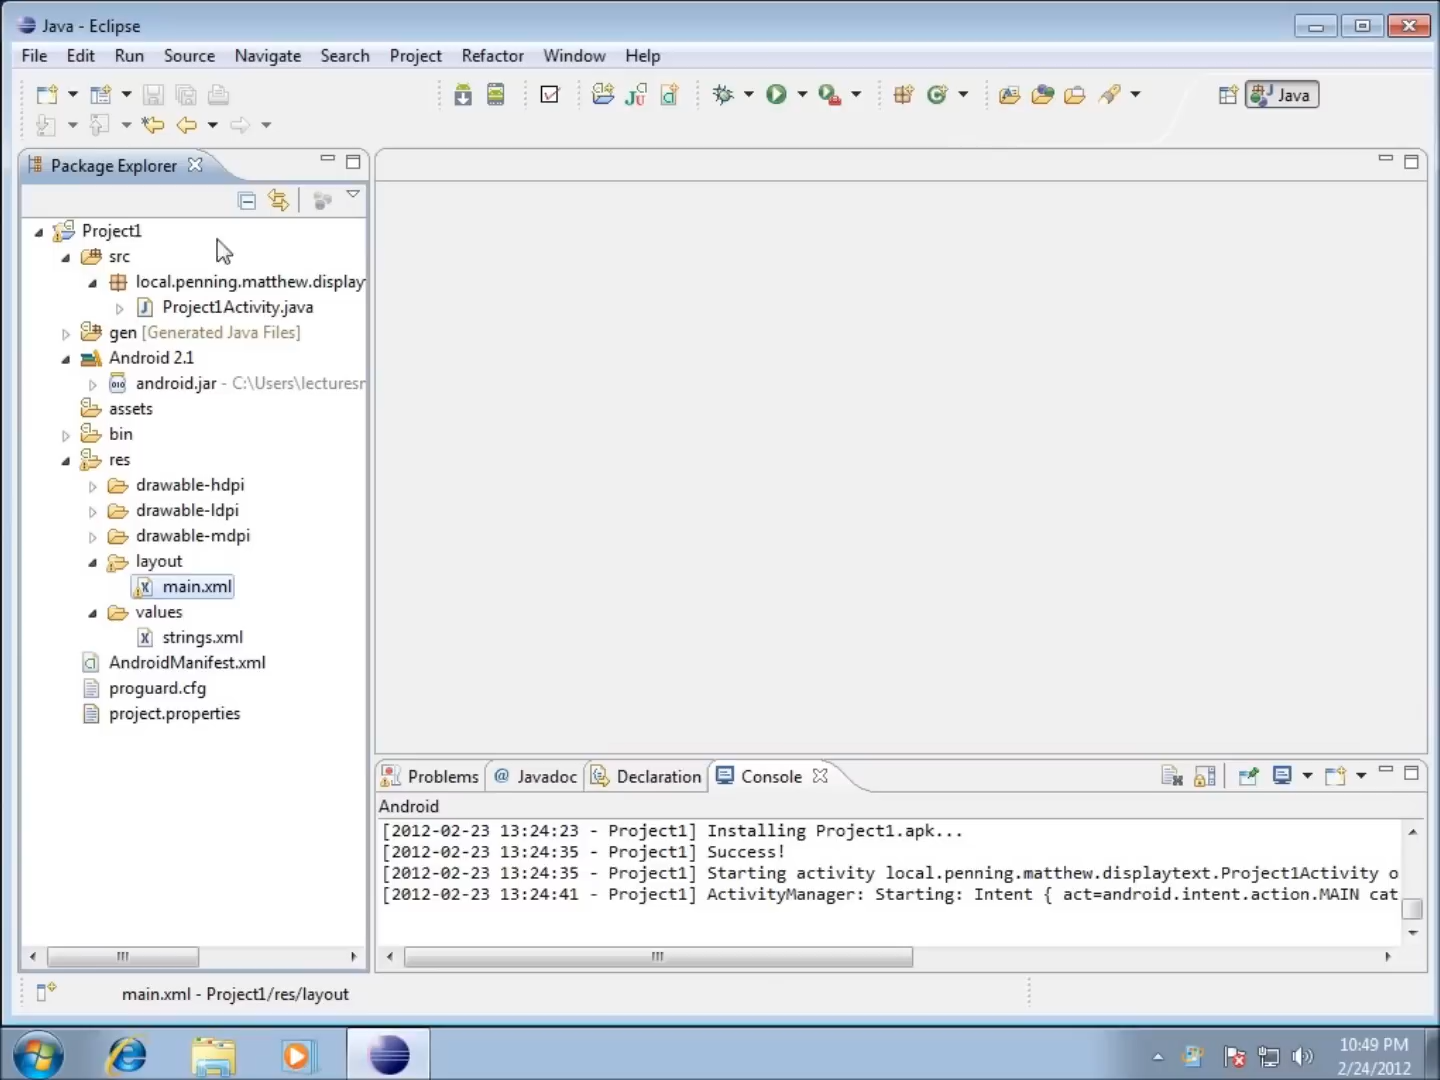 Java - Eclipse
File Edit Run Source Navigate Search Project Refactor Window Help
Java
Package Explorer
Project1
src
local.penning.matthew.display
Project1Activity.java
gen [Generated Java Files]
Android 2.1
android.jar - C:\Users\lecturesr
assets
bin
res
drawable-hdpi
drawable-ldpi
drawable-mdpi
layout
main.xml
values
strings.xml
AndroidManifest.xml
proguard.cfg
project.properties
Problems @ Javadoc Declaration Console
Android
[2012-02-23 13:24:23 - Project1] Installing Project1.apk...
[2012-02-23 13:24:35 - Project1] Success!
[2012-02-23 13:24:35 - Project1] Starting activity local.penning.matthew.displaytext.Project1Activity o
[2012-02-23 13:24:41 - Project1] ActivityManager: Starting: Intent { act=android.intent.action.MAIN cat
main.xml - Project1/res/layout
10:49 PM
2/24/2012